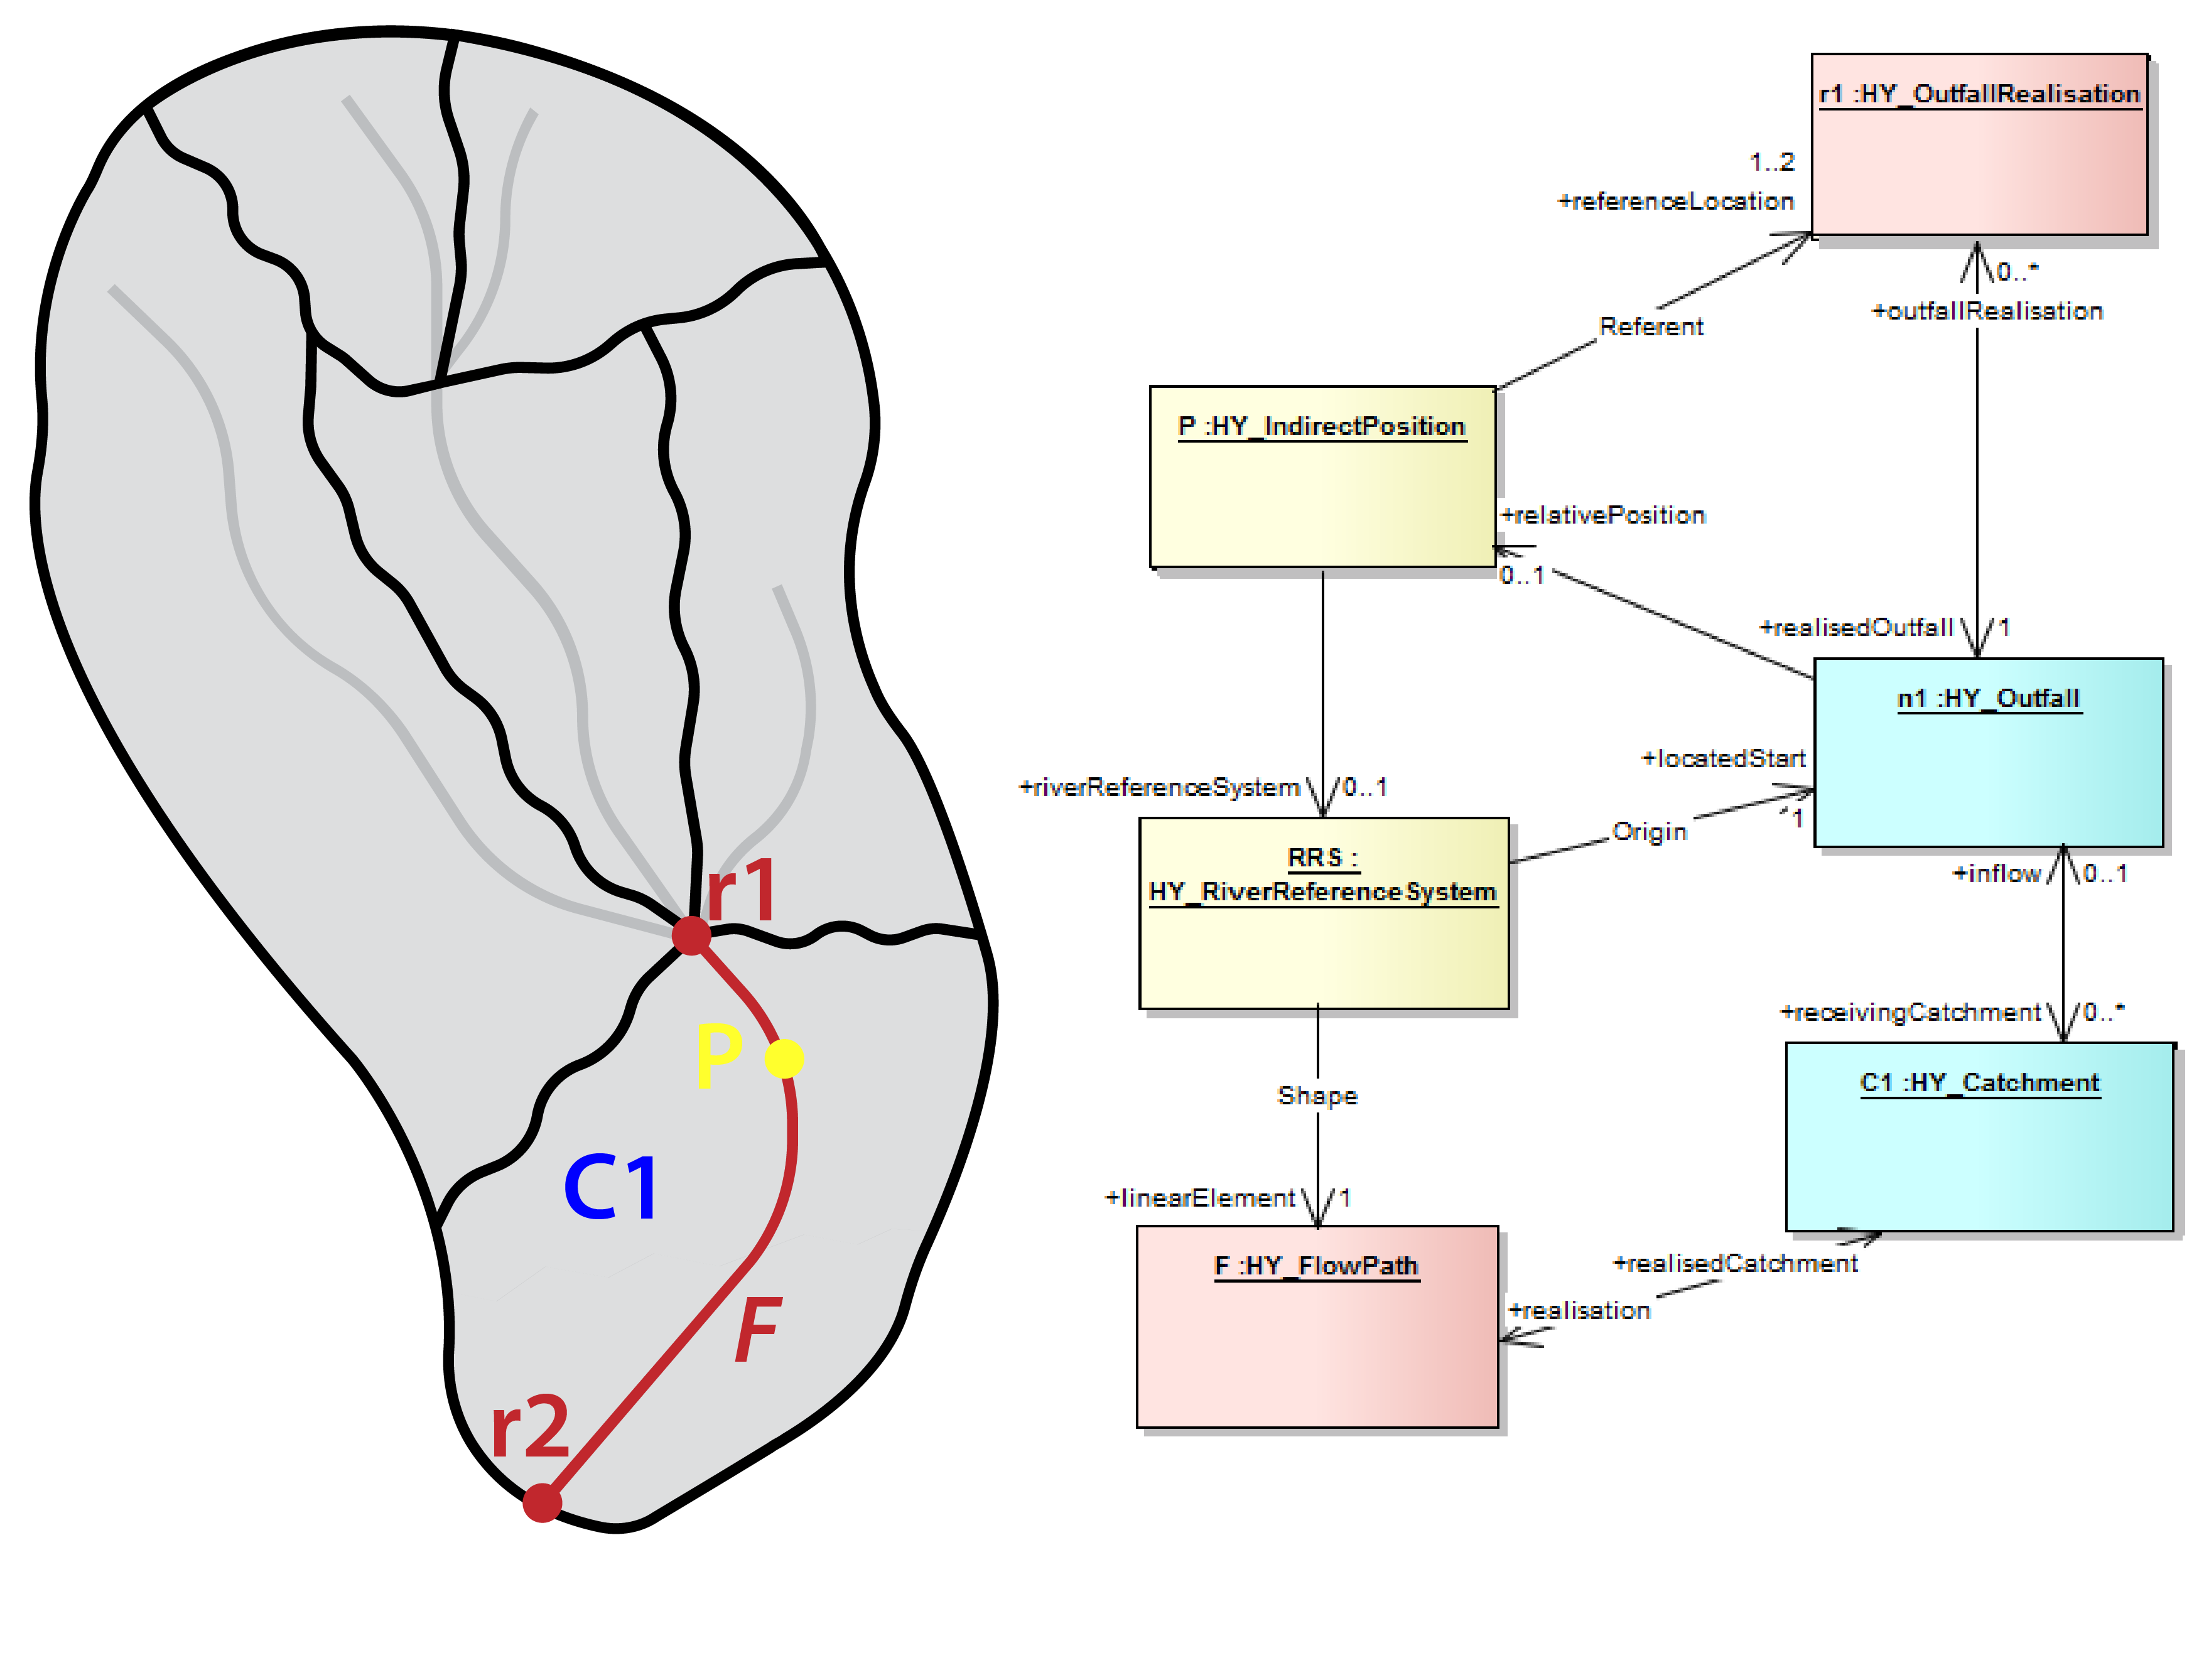 r1
P
C1
F
r2
r1 :HY_OutfallRealisation
1..2
+referenceLocation
0..*
+outfallRealisation
Referent
P :HY_IndirectPosition
+relativePosition
0..1
+realisedOutfall
1
n1 :HY_Outfall
+locatedStart
1
Origin
+riverReferenceSystem
0..1
RRS :
HY_RiverReferenceSystem
+inflow
0..1
+receivingCatchment
0..*
C1 :HY_Catchment
Shape
+linearElement
1
F :HY_FlowPath
+realisedCatchment
+realisation